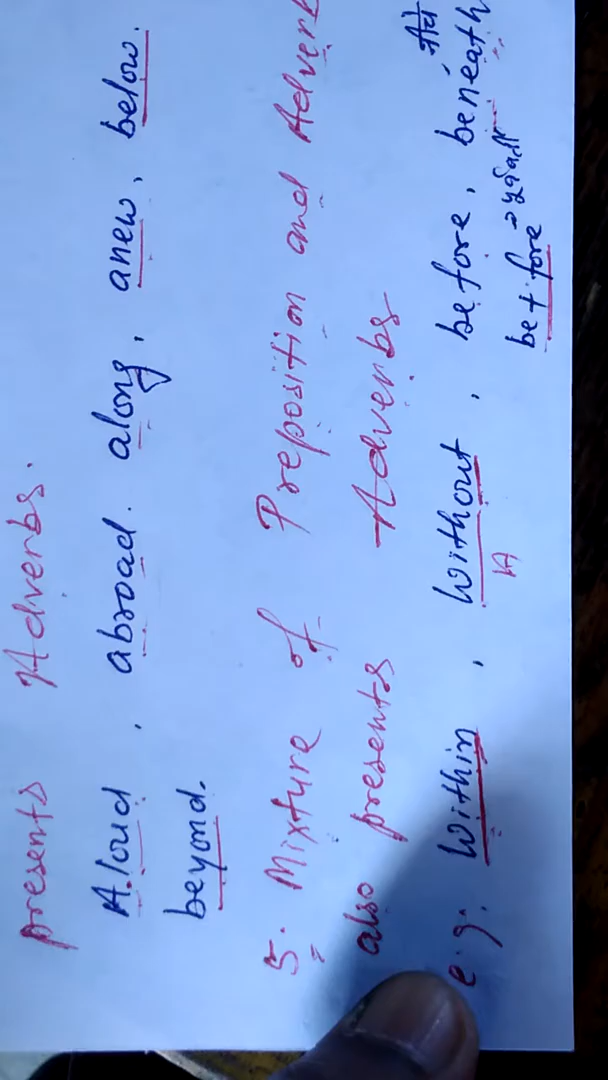 presents Adverbs.
A.loud, abroad. along, anew, below.
beyond.
5. Mixture of Preposition and Adverb
also presents Adverbs
e.g. Within, Without, before, beneath
A be + fore